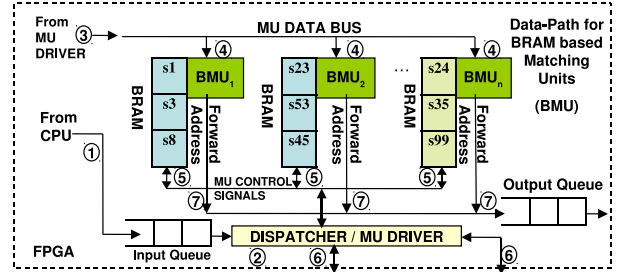 From
MU
DRIVER
③
MU DATA BUS
Data-Path for
BRAM based
Matching
Units
(BMU)
④
④
④
s1
s3
s8
BRAM
BMU1
Forward
Address
s23
s53
s45
BRAM
BMU2
Forward
Address
...
s24
s35
s99
BRAM
BMUn
Forward
Address
From
CPU
①
⑤
⑤
⑤
MU CONTROL
SIGNALS
⑦
⑦
⑦
Output Queue
Input Queue
DISPATCHER / MU DRIVER
②
⑥
⑥
FPGA